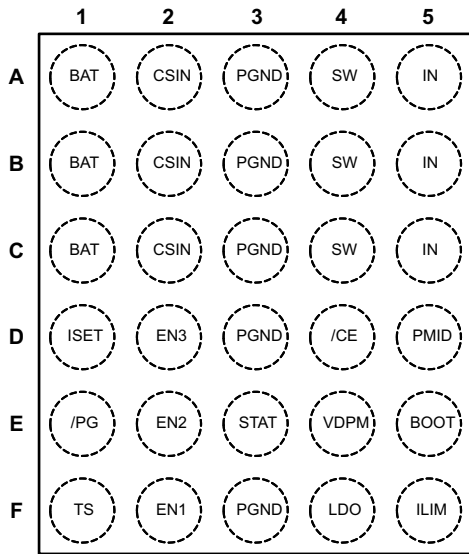 1 2 3 4 5
A BAT CSIN PGND SW IN
B BAT CSIN PGND SW IN
C BAT CSIN PGND SW IN
D ISET EN3 PGND /CE PMID
E /PG EN2 STAT VDPM BOOT
F TS EN1 PGND LDO ILIM